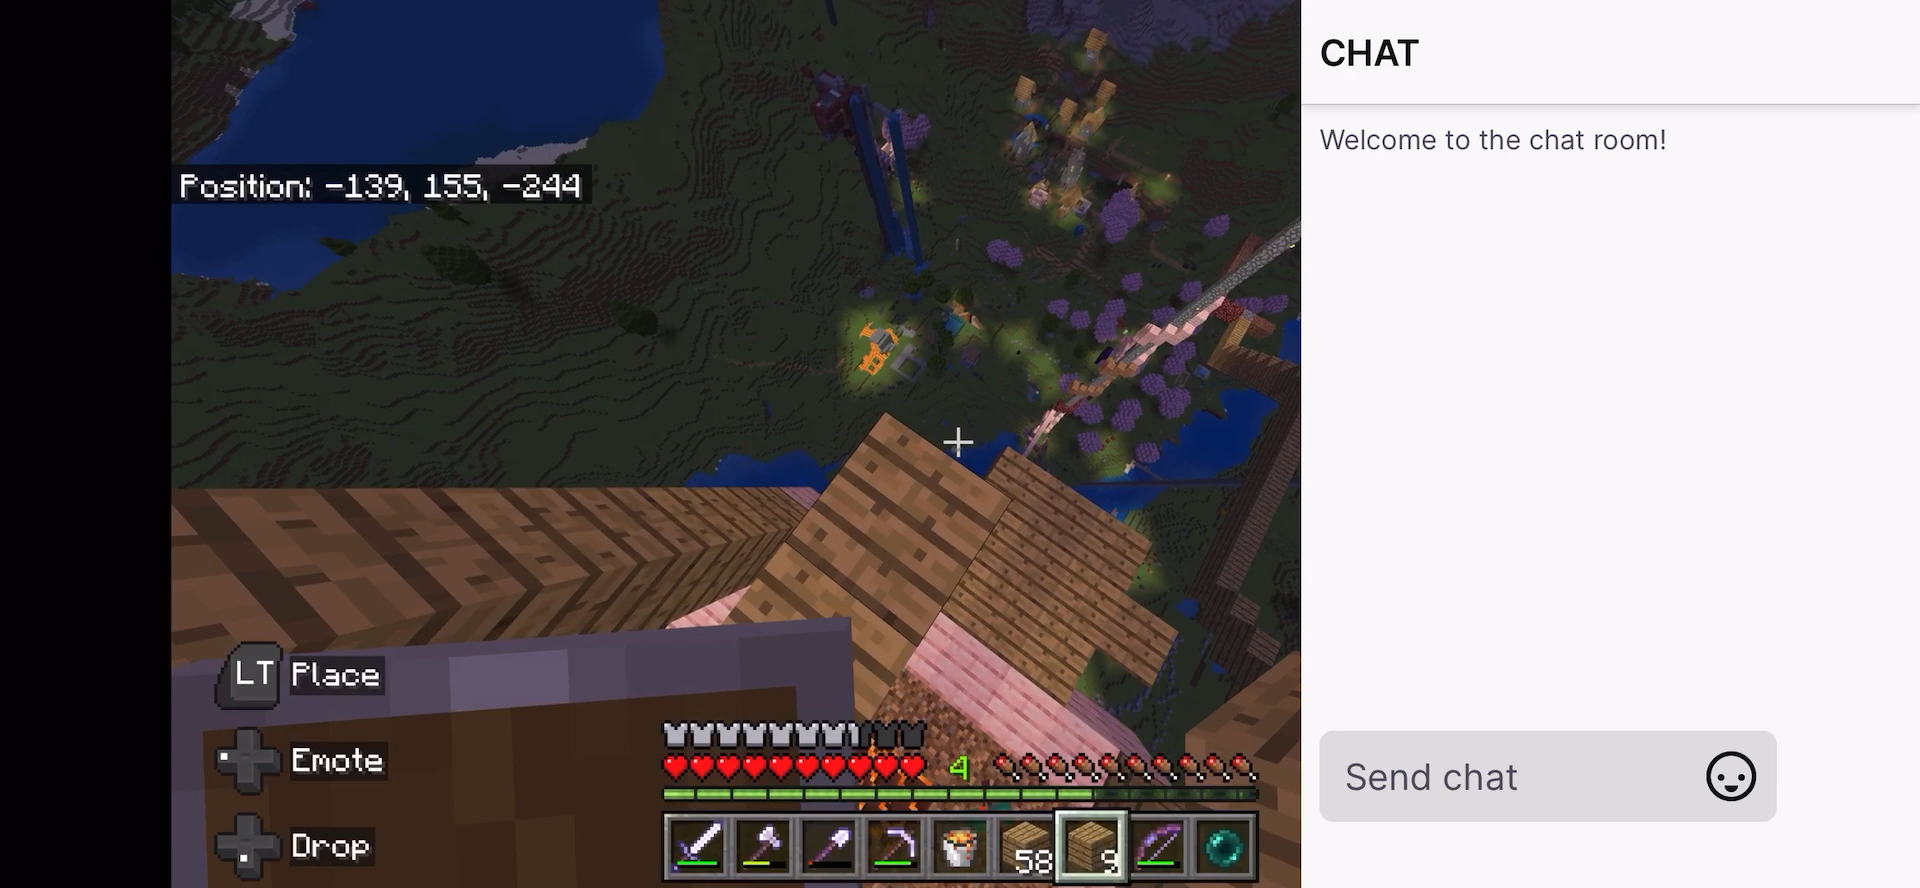 CHAT
Welcome to the chat room!
Position: -139, 155, -244
LT Place
Emote
Drop
4
58
9
Send chat